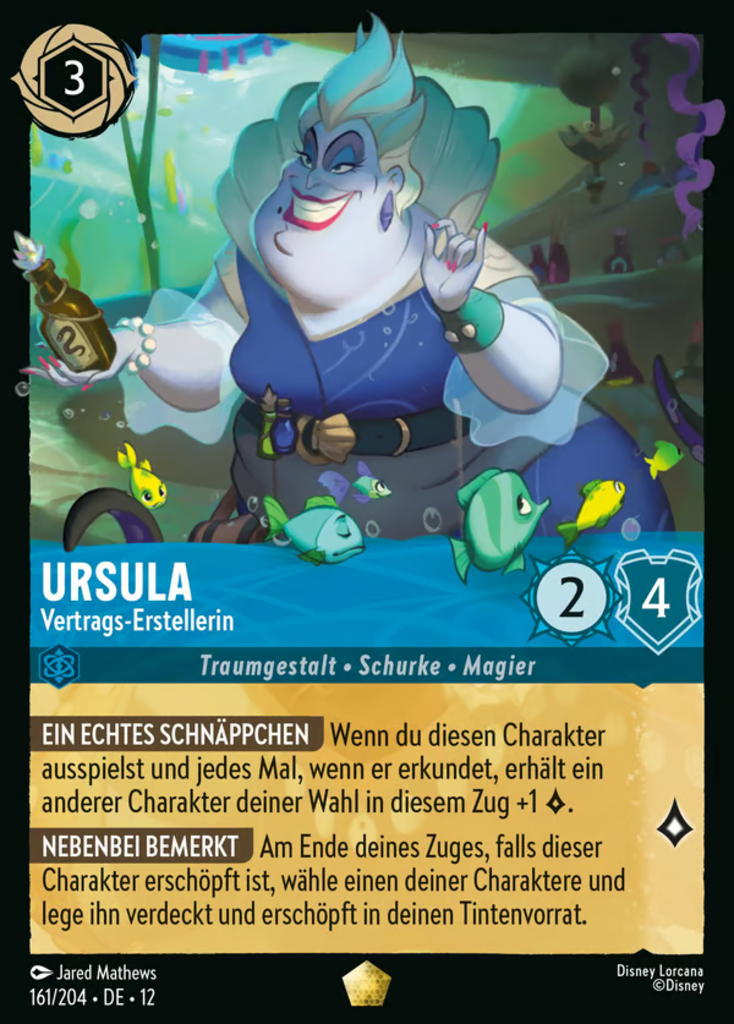 3
URSULA
Vertrags-Erstellerin
2
4
Traumgestalt • Schurke • Magier
EIN ECHTES SCHNÄPPCHEN Wenn du diesen Charakter
ausspielst und jedes Mal, wenn er erkundet, erhält ein
anderer Charakter deiner Wahl in diesem Zug +1 .
NEBENBEI BEMERKT Am Ende deines Zuges, falls dieser
Charakter erschöpft ist, wähle einen deiner Charaktere und
lege ihn verdeckt und erschöpft in deinen Tintenvorrat.
Jared Mathews
161/204 • DE • 12
Disney Lorcana
©Disney